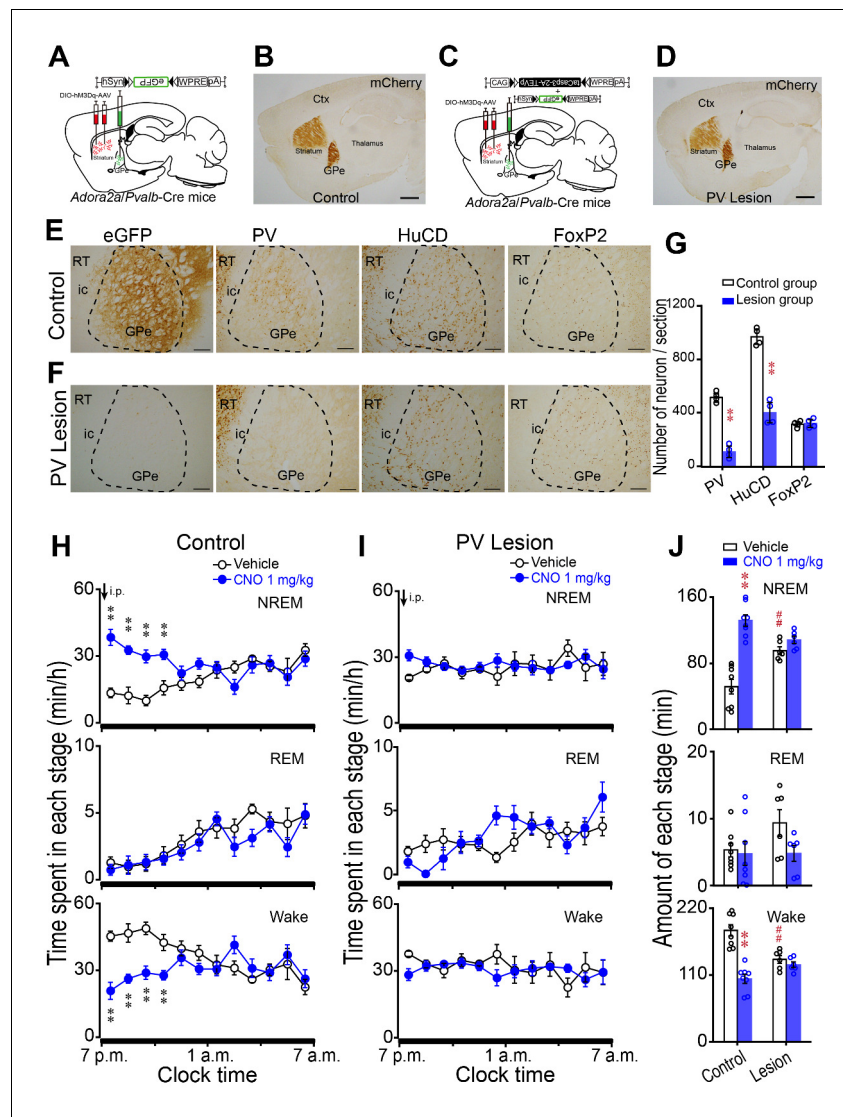 A
hSyn eGFP WPRE pA
DIO-hM3Dq-AAV
Striatum
GPe
Adora2a/Pvalb-Cre mice
B
mCherry
Ctx
Striatum
Thalamus
GPe
Control
C
CAG taCasp3-2A-TEVp WPRE pA
+
hSyn eGFP WPRE pA
DIO-hM3Dq-AAV
Striatum
GPe
Adora2a/Pvalb-Cre mice
D
mCherry
Ctx
Striatum
Thalamus
GPe
PV Lesion
E
eGFP PV HuCD FoxP2
Control
RT RT RT RT
ic ic ic ic
GPe GPe GPe GPe
F
PV Lesion
RT RT RT RT
ic ic ic ic
GPe GPe GPe GPe
G
Control group
Lesion group
Number of neuron / section
1200
800
400
0
**
**
PV HuCD FoxP2
H
Control
Vehicle
CNO 1 mg/kg
i.p.
** ** ** **
NREM
60
30
0
REM
10
5
0
Wake
60
30
0
** ** ** **
Time spent in each stage (min/h)
7 p.m. 1 a.m. 7 a.m.
Clock time
I
PV Lesion
Vehicle
CNO 1 mg/kg
i.p.
NREM
60
30
0
REM
10
5
0
Wake
60
30
0
Time spent in each stage (min/h)
7 p.m. 1 a.m. 7 a.m.
Clock time
J
Vehicle
CNO 1 mg/kg
** NREM
##
160
80
0
REM
20
10
0
Wake
##
**
220
110
0
Amount of each stage (min)
Control Lesion